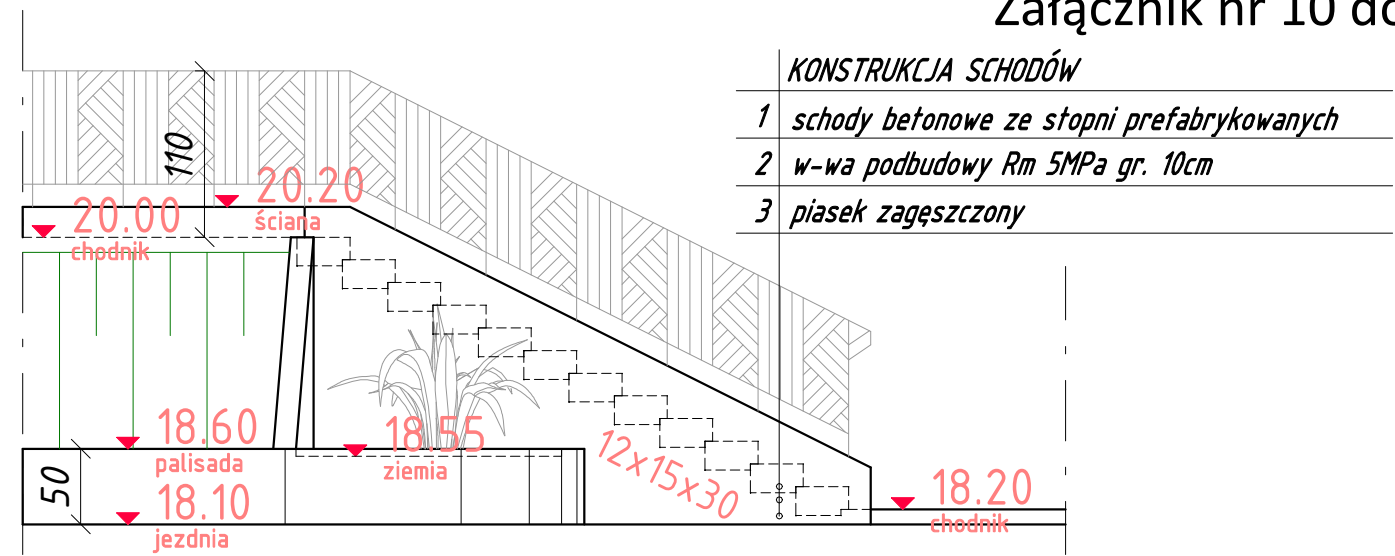 Załącznik nr 10 do
KONSTRUKCJA SCHODÓW
1 schody betonowe ze stopni prefabrykowanych
2 w-wa podbudowy Rm 5MPa gr. 10cm
3 piasek zagęszczony
110
20.20
ściana
20.00
chodnik
18.60
palisada
18.55
ziemia
12x15x30
50
18.10
jezdnia
18.20
chodnik